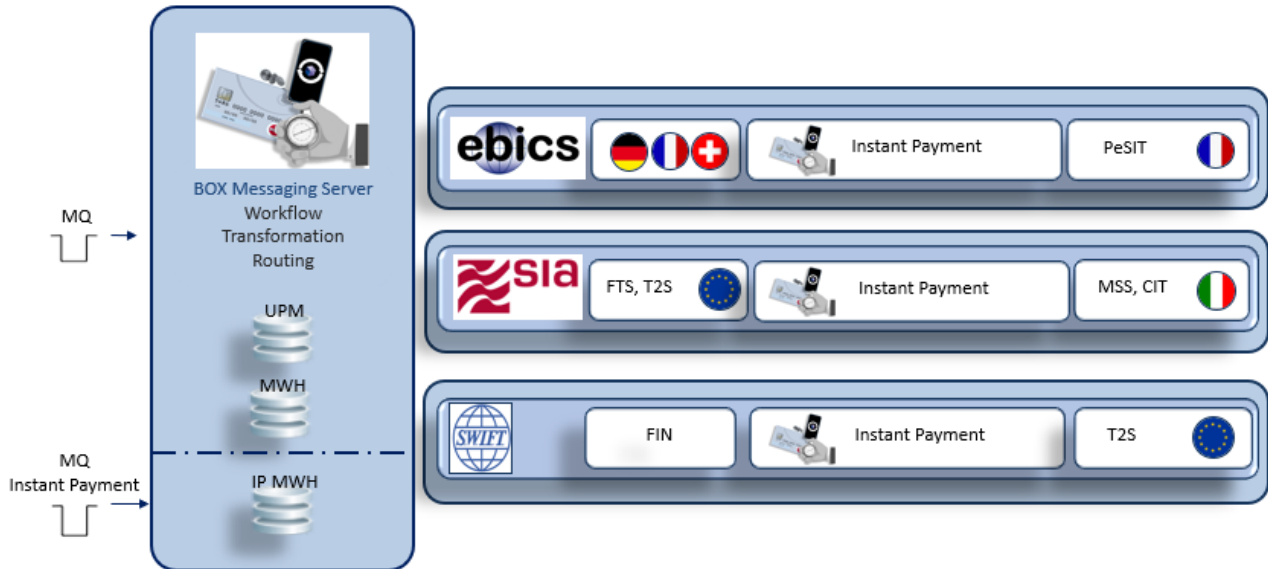 BOX Messaging Server
Workflow
Transformation
Routing
MQ
UPM
MWH
MQ
Instant Payment
IP MWH
ebics
Instant Payment
PeSIT
sia
FTS, T2S
Instant Payment
MSS, CIT
SWIFT
FIN
Instant Payment
T2S